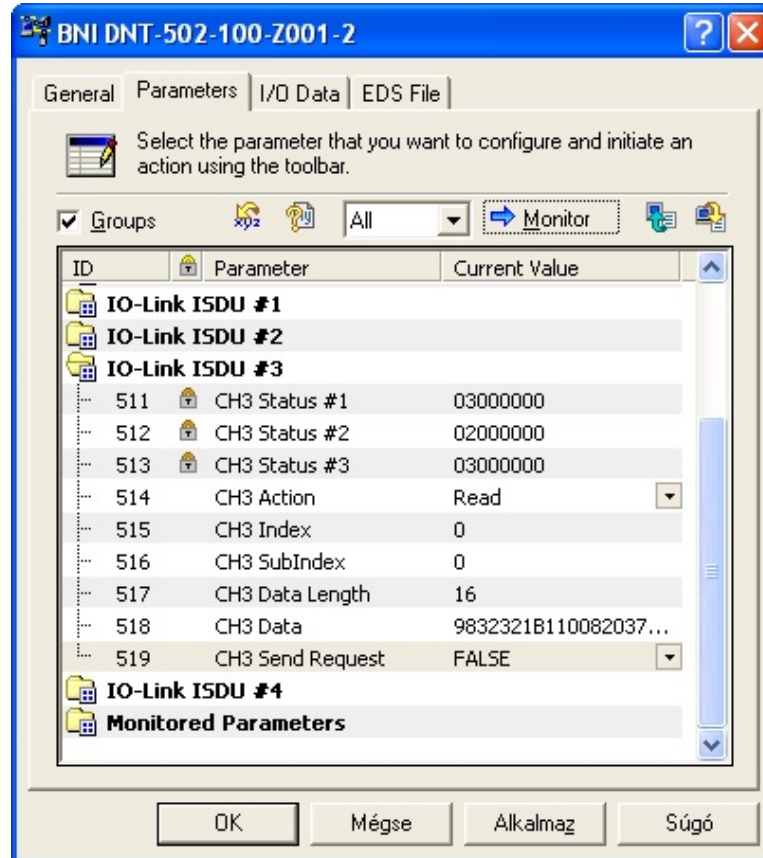 BNI DNT-502-100-Z001-2
General Parameters I/O Data EDS File
Select the parameter that you want to configure and initiate an
action using the toolbar.
Groups All Monitor
ID Parameter Current Value
IO-Link ISDU #1
IO-Link ISDU #2
IO-Link ISDU #3
511 CH3 Status #1 03000000
512 CH3 Status #2 02000000
513 CH3 Status #3 03000000
514 CH3 Action Read
515 CH3 Index 0
516 CH3 SubIndex 0
517 CH3 Data Length 16
518 CH3 Data 9832321B110082037...
519 CH3 Send Request FALSE
IO-Link ISDU #4
Monitored Parameters
OK Mégse Alkalmaz Súgó